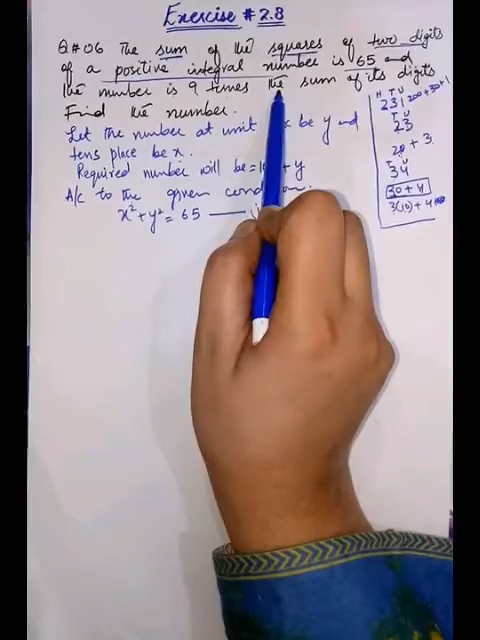 Exercise # 2.8
Q#06 The sum of the squares of two digits
of a positive integral number is 65 and
the number is 9 times the sum of its digits
Find the number.
Let the number at unit be y and
tens place be x.
Required number will be = + y
A/c to the given condition.
x² + y² = 65
H T U
231 200+30+1
T U
23
20 + 3
T U
34
30 + 4
3(10) + 4